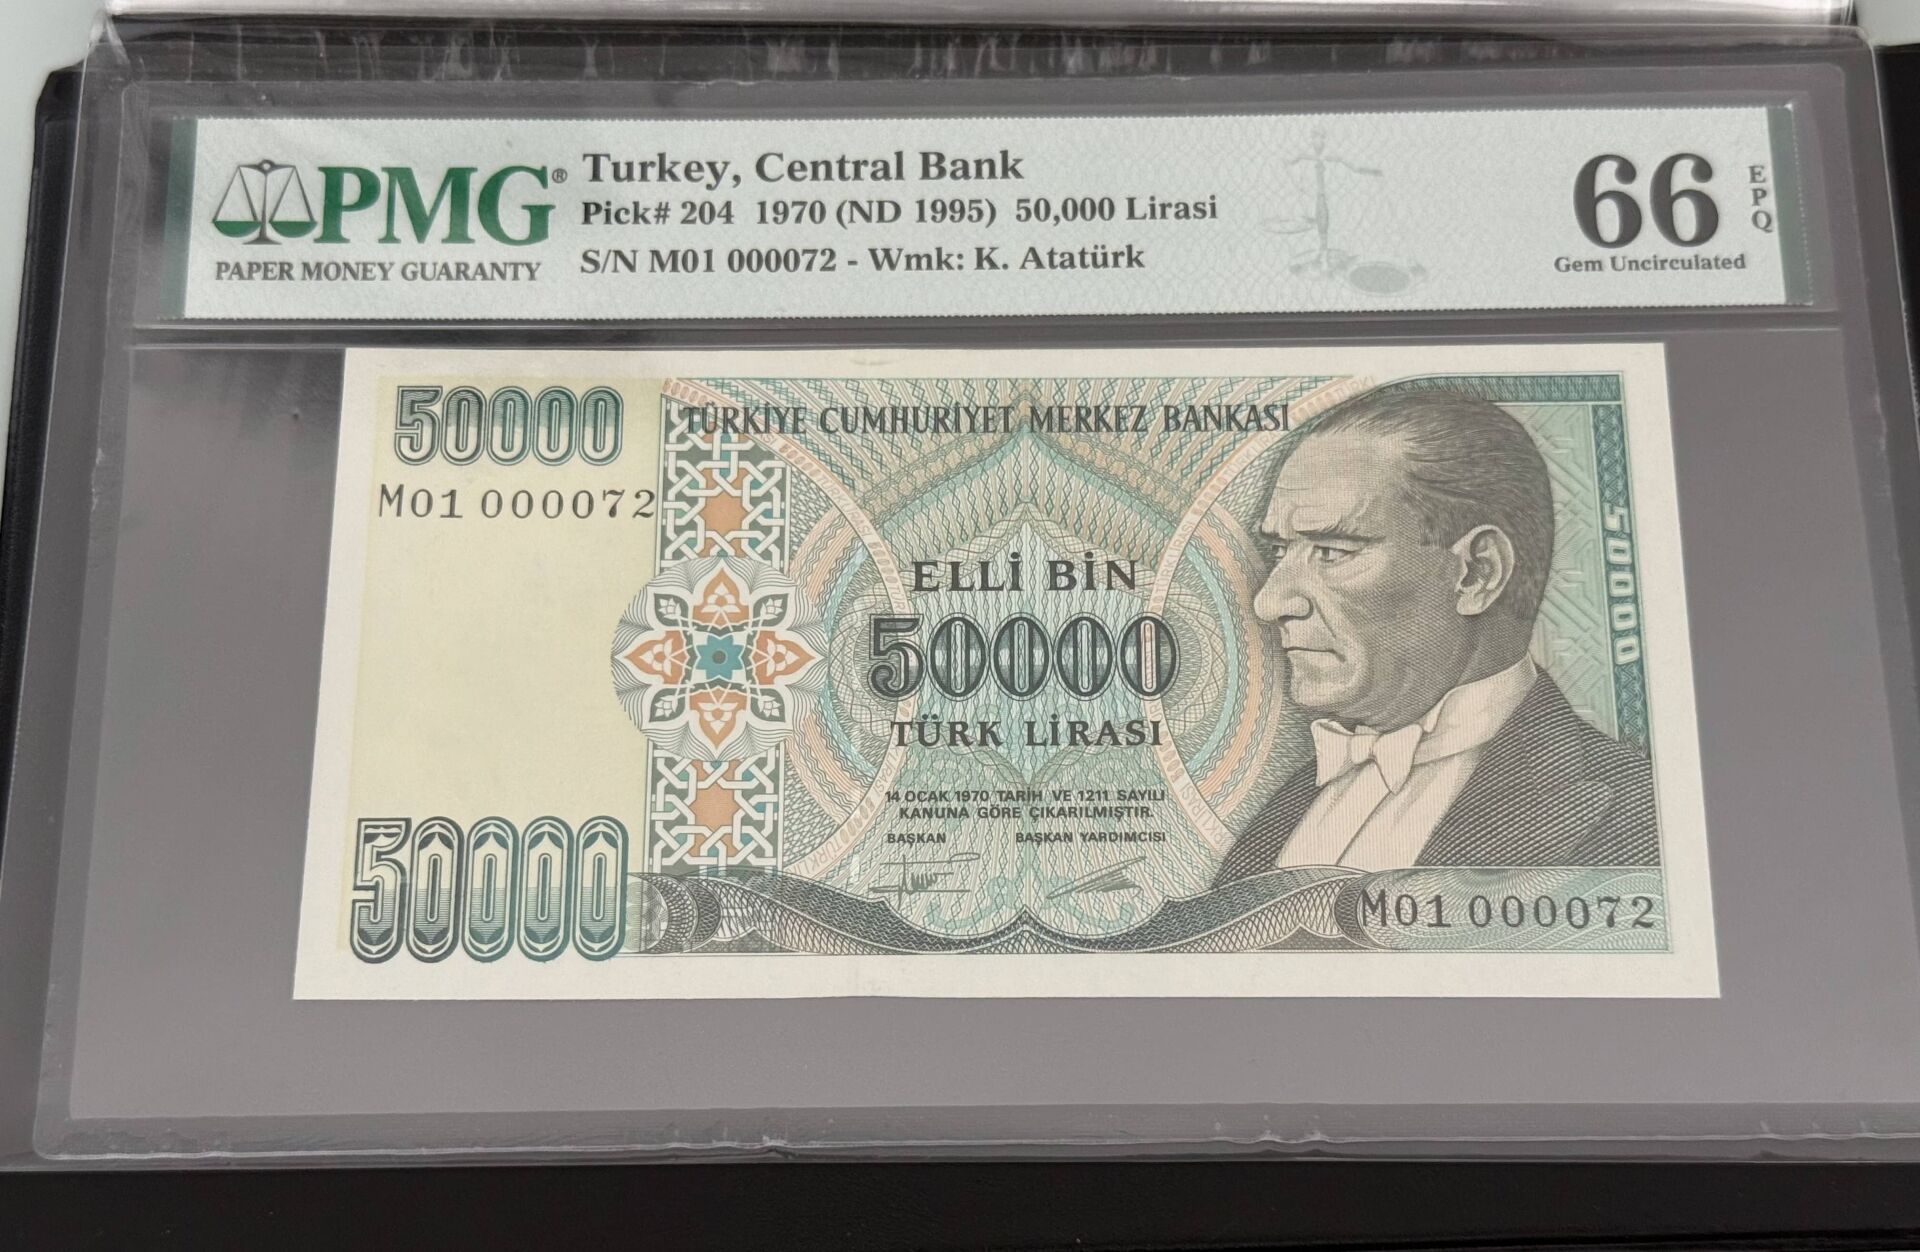 PMG®
PAPER MONEY GUARANTY
Turkey, Central Bank
Pick# 204 1970 (ND 1995) 50,000 Lirasi
S/N M01 000072 - Wmk: K. Atatürk
66
EPQ
Gem Uncirculated
50000
TÜRKİYE CUMHURİYET MERKEZ BANKASI
M01 000072
50000
ELLİ BİN
50000
TÜRK LİRASI
14 OCAK 1970 TARİH VE 1211 SAYILI
KANUNA GÖRE ÇIKARILMIŞTIR.
BAŞKAN BAŞKAN YARDIMCISI
50000
M01 000072